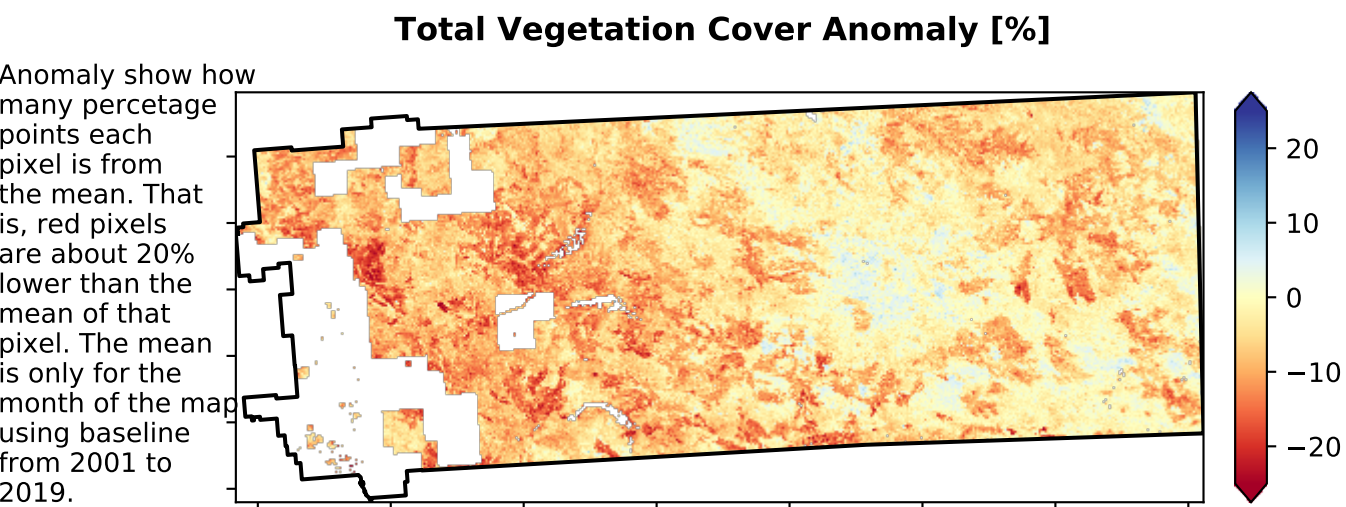 Total Vegetation Cover Anomaly [%]
Anomaly show how
many percetage
points each
pixel is from
the mean. That
is, red pixels
are about 20%
lower than the
mean of that
pixel. The mean
is only for the
month of the map
using baseline
from 2001 to
2019.
20
10
0
−10
−20